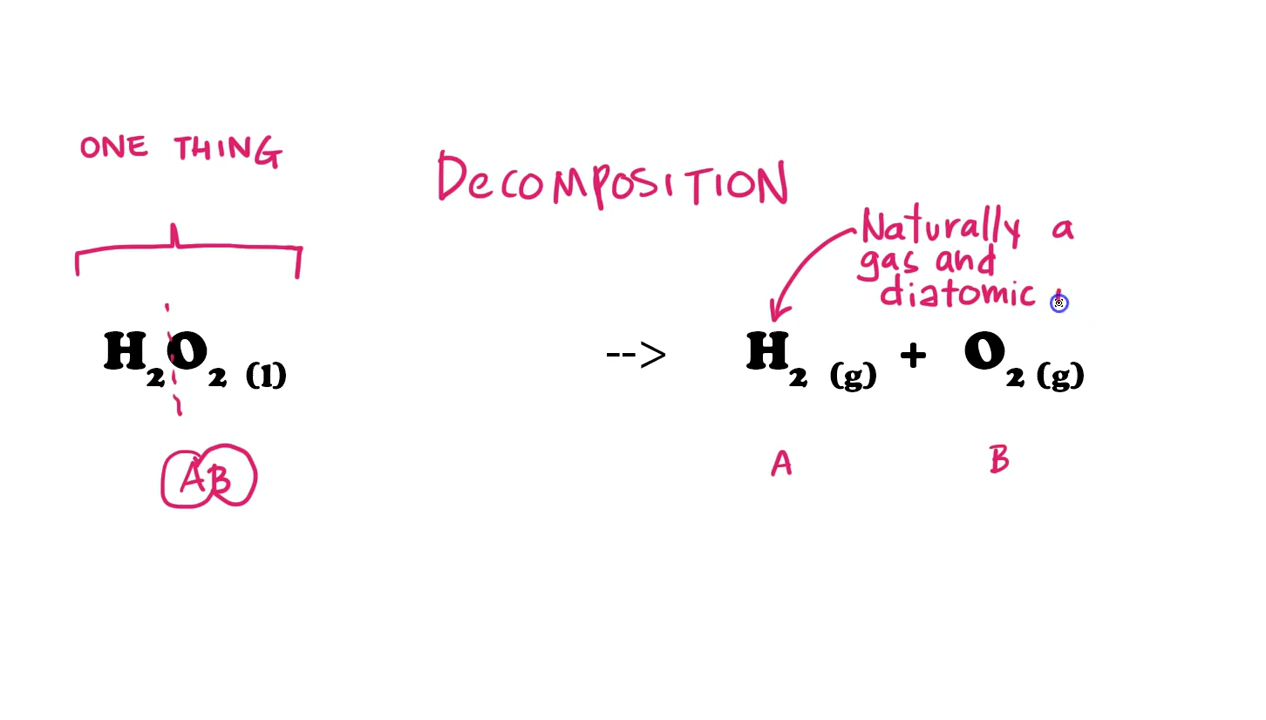 ONE THING
DecomposiTION
Naturally a
gas and
diatomic
H₂O₂ (l) --> H₂ (g) + O₂ (g)
AB A B